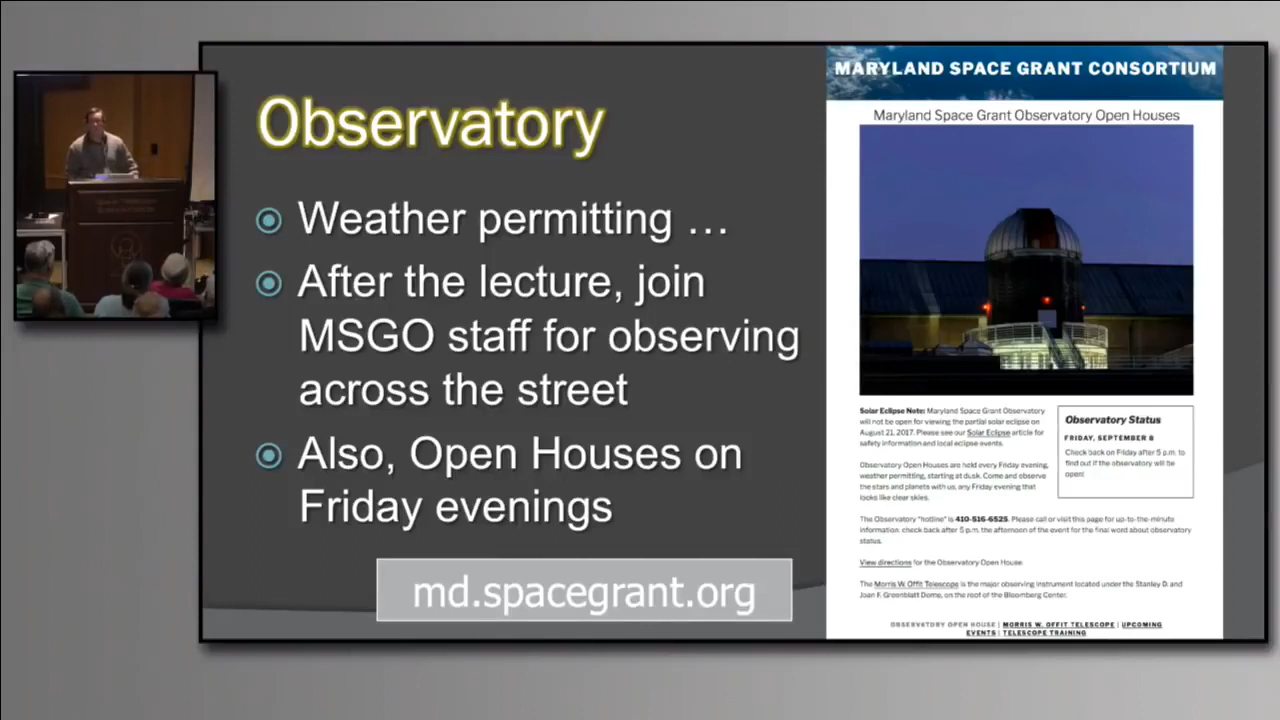 Observatory
Weather permitting …
After the lecture, join
MSGO staff for observing
across the street
Also, Open Houses on
Friday evenings
md.spacegrant.org
MARYLAND SPACE GRANT CONSORTIUM
Maryland Space Grant Observatory Open Houses
Solar Eclipse Note: Maryland Space Grant Observatory
will not be open for viewing the partial solar eclipse on
August 21, 2017. Please see our Solar Eclipse article for
safety information and local eclipse events.
Observatory Open Houses are held every Friday evening,
weather permitting, starting at dusk. Come and observe
the stars and planets with us, any Friday evening that
looks like clear skies.
Observatory Status
FRIDAY, SEPTEMBER 8
Check back on Friday after 5 p.m. to
find out if the observatory will be
open!
The Observatory "hotline" is 410-516-6525. Please call or visit this page for up-to-the-minute
information: check back after 5 p.m. the afternoon of the event for the final word about observatory
status.
View directions for the Observatory Open House.
The Morris W. Offit Telescope is the major observing instrument located under the Stanley D. and
Joan F. Greenblatt Dome, on the roof of the Bloomberg Center.
OBSERVATORY OPEN HOUSE | MORRIS W. OFFIT TELESCOPE | UPCOMING
EVENTS | TELESCOPE TRAINING